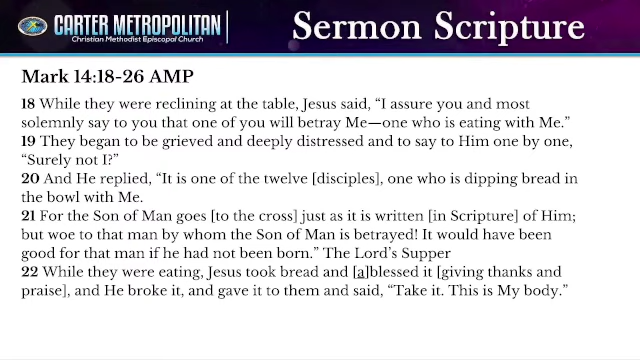 CARTER METROPOLITAN
Christian Methodist Episcopal Church
Sermon Scripture
Mark 14:18-26 AMP
18 While they were reclining at the table, Jesus said, “I assure you and most
solemnly say to you that one of you will betray Me—one who is eating with Me.”
19 They began to be grieved and deeply distressed and to say to Him one by one,
“Surely not I?”
20 And He replied, “It is one of the twelve [disciples], one who is dipping bread in
the bowl with Me.
21 For the Son of Man goes [to the cross] just as it is written [in Scripture] of Him;
but woe to that man by whom the Son of Man is betrayed! It would have been
good for that man if he had not been born.” The Lord’s Supper
22 While they were eating, Jesus took bread and [a]blessed it [giving thanks and
praise], and He broke it, and gave it to them and said, “Take it. This is My body.”